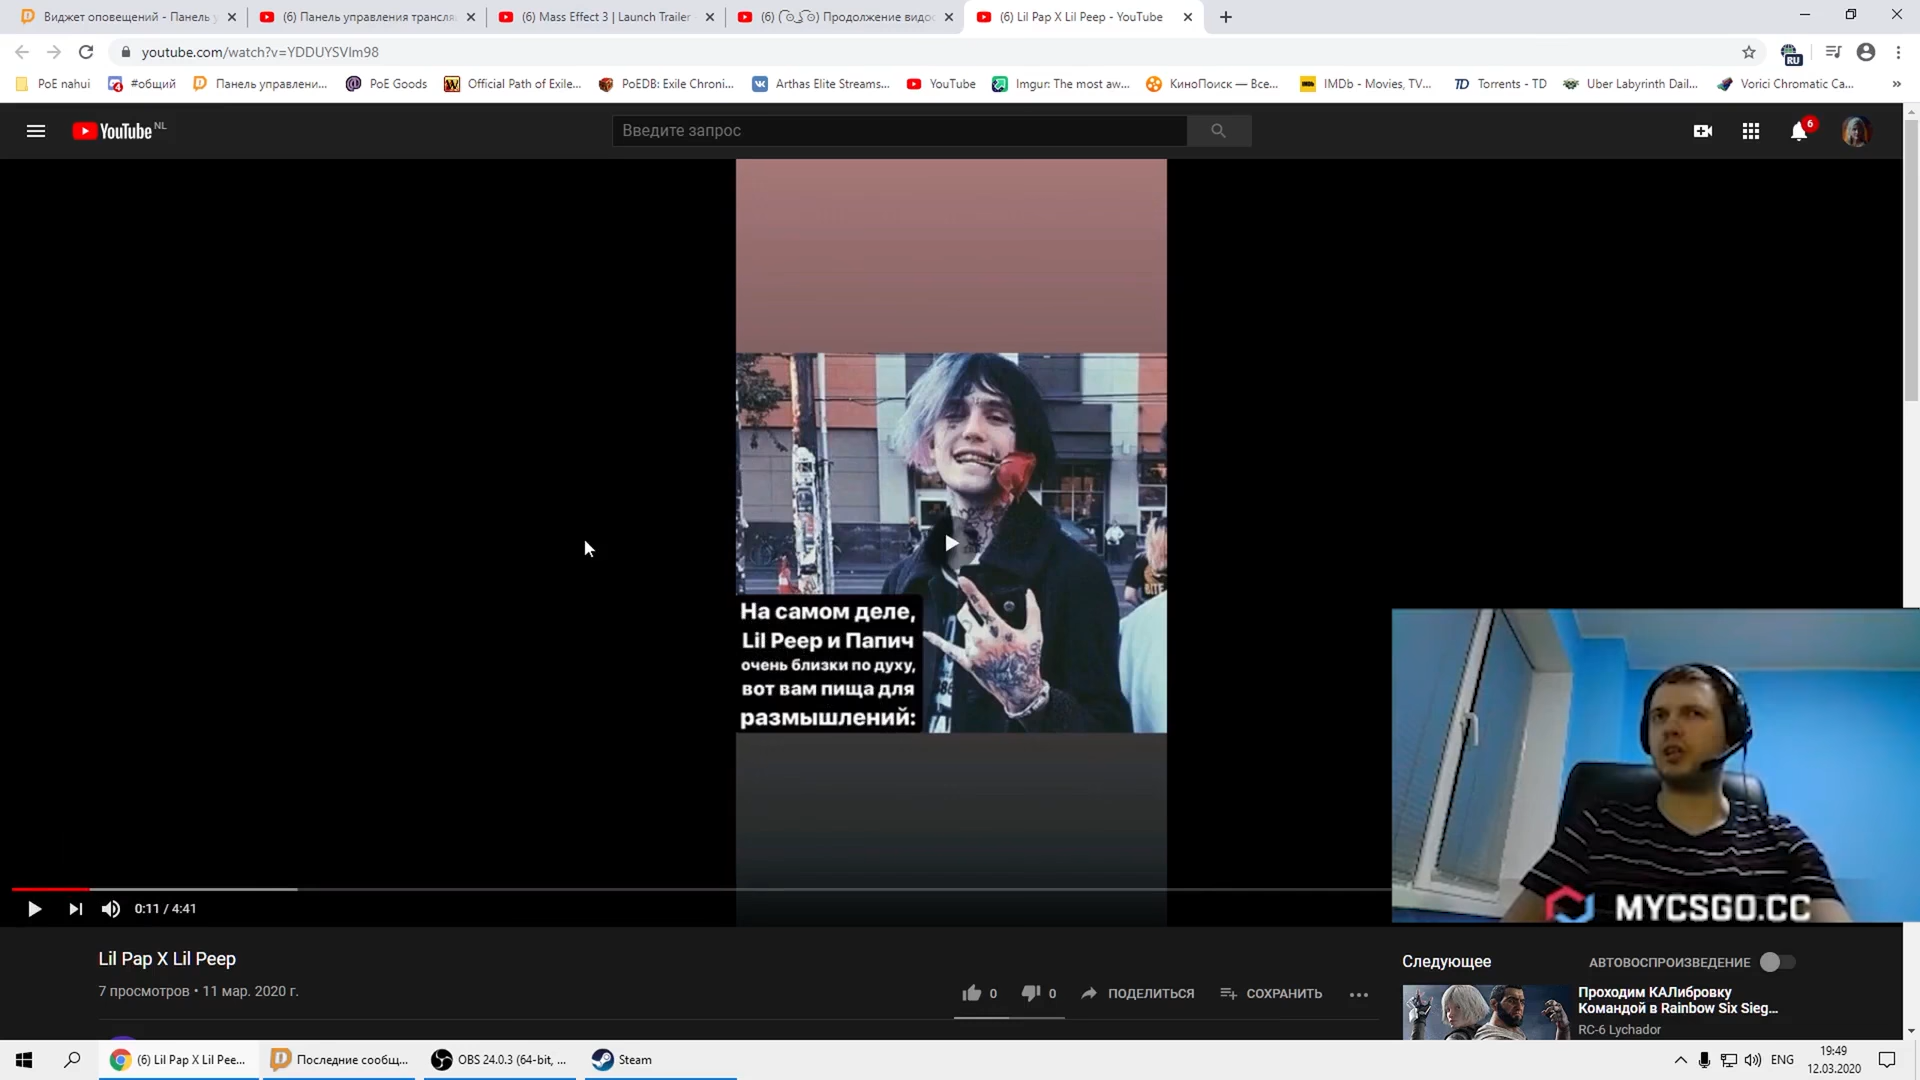 Виджет оповещений - Панель у
(6) Панель управления трансля
(6) Mass Effect 3 | Launch Trailer
Продолжение видос
(6) Lil Pap X Lil Peep - YouTube
youtube.com/watch?v=YDDUYSVlm98
RU
PoE nahui
#общий
Панель управлени...
PoE Goods
Official Path of Exile...
PoEDB: Exile Chroni...
Arthas Elite Streams...
YouTube
Imgur: The most aw...
КиноПоиск — Все...
IMDb - Movies, TV...
TD Torrents - TD
Uber Labyrinth Dail...
Vorici Chromatic Ca...
YouTube NL
Введите запрос
6
На самом деле,
Lil Peep и Папич
очень близки по духу,
вот вам пища для
размышлений:
MYCSGO.CC
0:11 / 4:41
Lil Pap X Lil Peep
7 просмотров • 11 мар. 2020 г.
0
0
ПОДЕЛИТЬСЯ
СОХРАНИТЬ
Следующее
АВТОВОСПРОИЗВЕДЕНИЕ
Проходим КАЛибровку
Командой в Rainbow Six Sieg...
RC-6 Lychador
(6) Lil Pap X Lil Pee...
Последние сообщ...
OBS 24.0.3 (64-bit, ...
Steam
ENG
19:49
12.03.2020